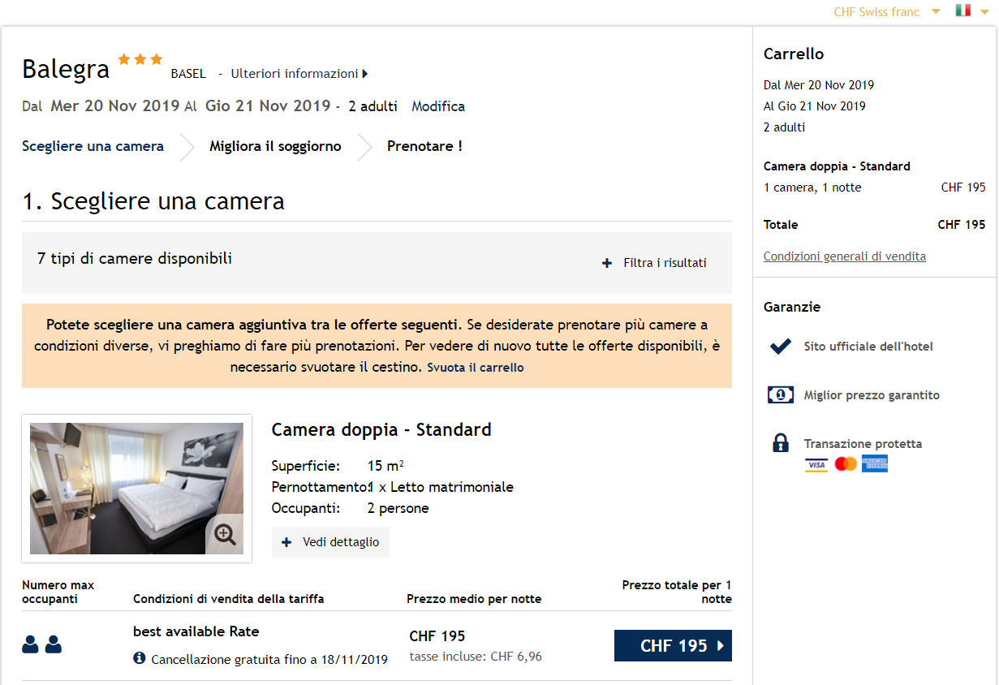 CHF Swiss franc
Balegra
BASEL - Ulteriori informazioni
Dal Mer 20 Nov 2019 Al Gio 21 Nov 2019 - 2 adulti Modifica
Scegliere una camera Migliora il soggiorno Prenotare !
1. Scegliere una camera
7 tipi di camere disponibili
+ Filtra i risultati
Potete scegliere una camera aggiuntiva tra le offerte seguenti. Se desiderate prenotare più camere a
condizioni diverse, vi preghiamo di fare più prenotazioni. Per vedere di nuovo tutte le offerte disponibili, è
necessario svuotare il cestino. Svuota il carrello
Camera doppia - Standard
Superficie: 15 m²
Pernottamento: 1 x Letto matrimoniale
Occupanti: 2 persone
+ Vedi dettaglio
Numero max
occupanti
Condizioni di vendita della tariffa
Prezzo medio per notte
Prezzo totale per 1
notte
best available Rate
Cancellazione gratuita fino a 18/11/2019
CHF 195
tasse incluse: CHF 6,96
CHF 195
Carrello
Dal Mer 20 Nov 2019
Al Gio 21 Nov 2019
2 adulti
Camera doppia - Standard
1 camera, 1 notte CHF 195
Totale CHF 195
Condizioni generali di vendita
Garanzie
Sito ufficiale dell'hotel
Miglior prezzo garantito
Transazione protetta
VISA